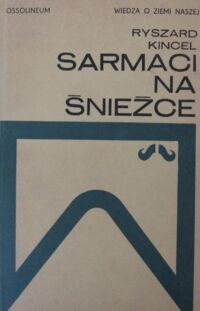 OSSOLINEUM WIEDZA O ZIEMI NASZEJ
RYSZARD
KINCEL
SARMACI
NA
ŚNIEŻCE